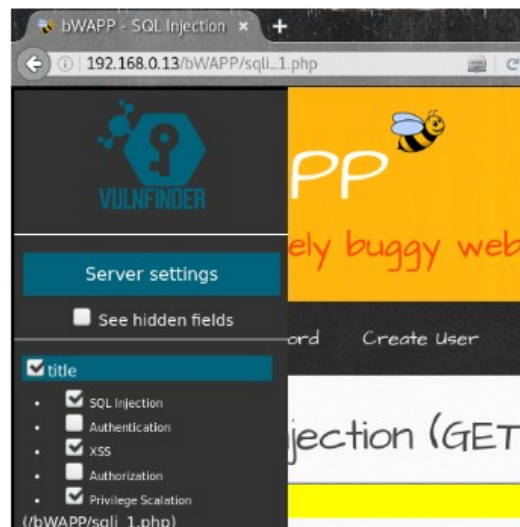 bWAPP - SQL Injection
192.168.0.13/bWAPP/sqli_1.php
VULNFINDER
PP
ely buggy web
Server settings
See hidden fields
ord Create User
title
SQL Injection
Authentication
XSS
Authorization
Privilege Scalation
jection (GET
(/bWAPP/sqli_1.php)